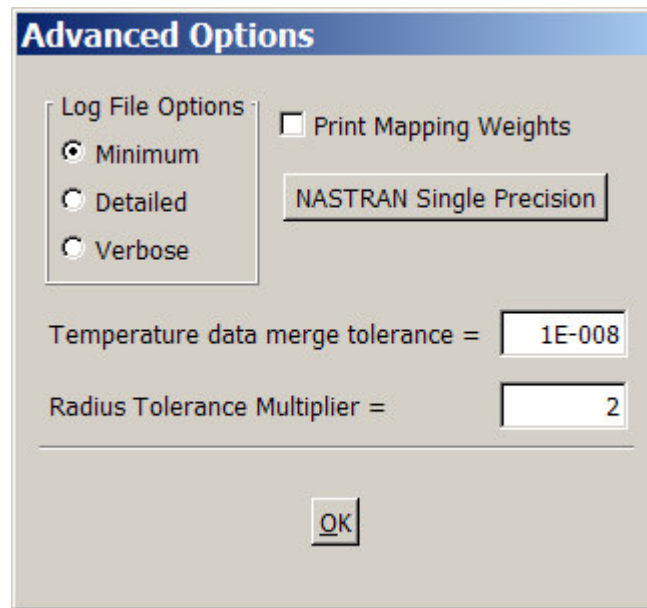 Advanced Options
Log File Options
Minimum
Detailed
Verbose
Print Mapping Weights
NASTRAN Single Precision
Temperature data merge tolerance = 1E-008
Radius Tolerance Multiplier = 2
OK